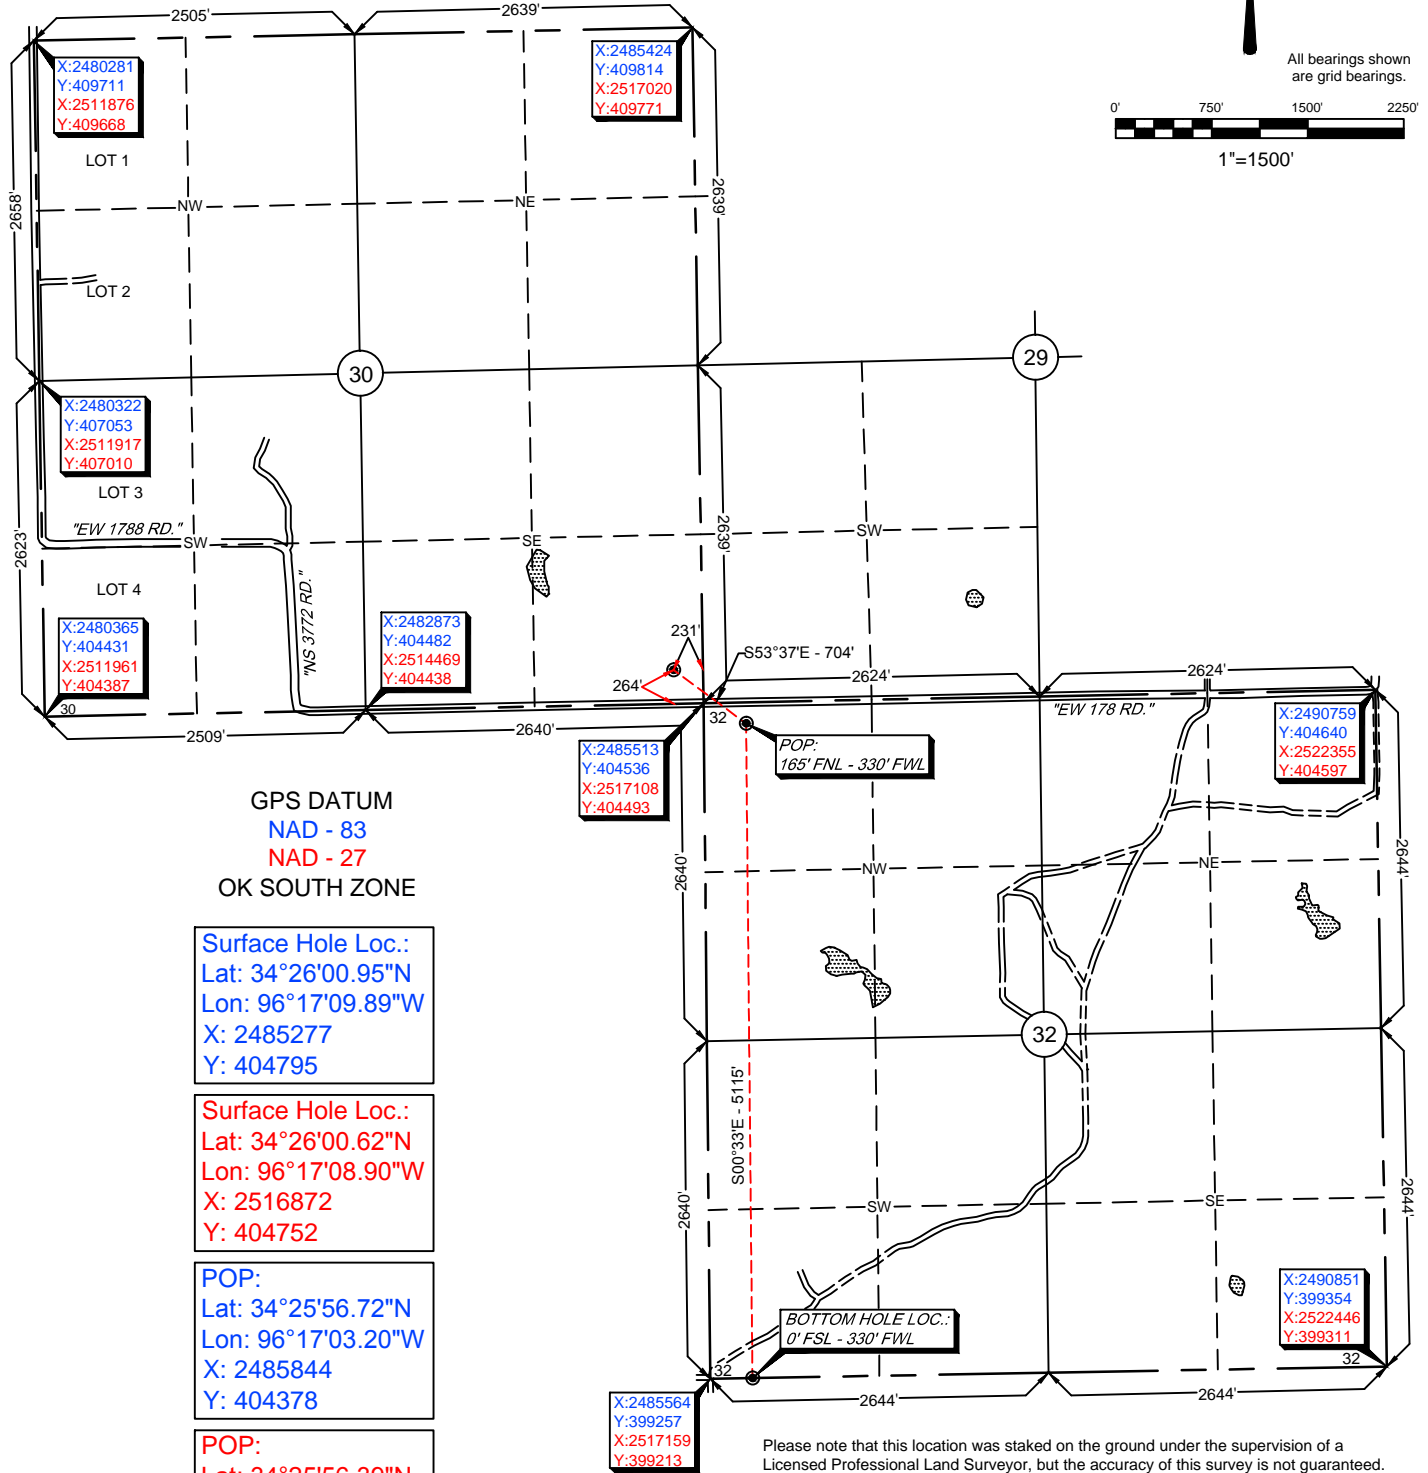 2505'
2639'
X:2480281
Y:409711
X:2511876
Y:409668
X:2485424
Y:409814
X:2517020
Y:409771
All bearings shown
are grid bearings.
0' 750' 1500' 2250'
1"=1500'
LOT 1
2658'
NW
NE
2639'
LOT 2
30
29
X:2480322
Y:407053
X:2511917
Y:407010
LOT 3
"EW 1788 RD."
SW
SE
2639'
SW
2623'
LOT 4
"NS 3772 RD."
X:2480365
Y:404431
X:2511961
Y:404387
30
X:2482873
Y:404482
X:2514469
Y:404438
231'
264'
S53°37'E - 704'
2624'
2624'
"EW 178 RD."
32
2509'
2640'
X:2485513
Y:404536
X:2517108
Y:404493
POP:
165' FNL - 330' FWL
X:2490759
Y:404640
X:2522355
Y:404597
GPS DATUM
NAD - 83
NAD - 27
OK SOUTH ZONE
2640'
NW
NE
2644'
Surface Hole Loc.:
Lat: 34°26'00.95"N
Lon: 96°17'09.89"W
X: 2485277
Y: 404795
32
Surface Hole Loc.:
Lat: 34°26'00.62"N
Lon: 96°17'08.90"W
X: 2516872
Y: 404752
S00°33'E - 5115'
2640'
SW
SE
2644'
POP:
Lat: 34°25'56.72"N
Lon: 96°17'03.20"W
X: 2485844
Y: 404378
BOTTOM HOLE LOC.:
0' FSL - 330' FWL
X:2490851
Y:399354
X:2522446
Y:399311
32
32
2644'
2644'
X:2485564
Y:399257
X:2517159
Y:399213
POP:
Lat: 34°25'56.39"N
Please note that this location was staked on the ground under the supervision of a
Licensed Professional Land Surveyor, but the accuracy of this survey is not guaranteed.